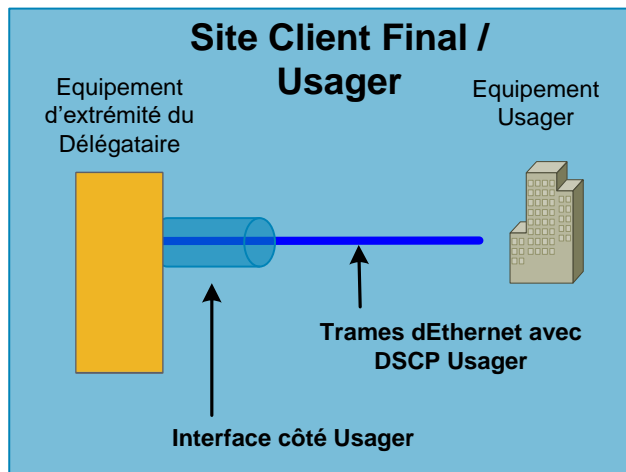 Site Client Final /
Usager
Equipement
d'extrémité du
Délégataire
Equipement
Usager
Trames dEthernet avec
DSCP Usager
Interface côté Usager